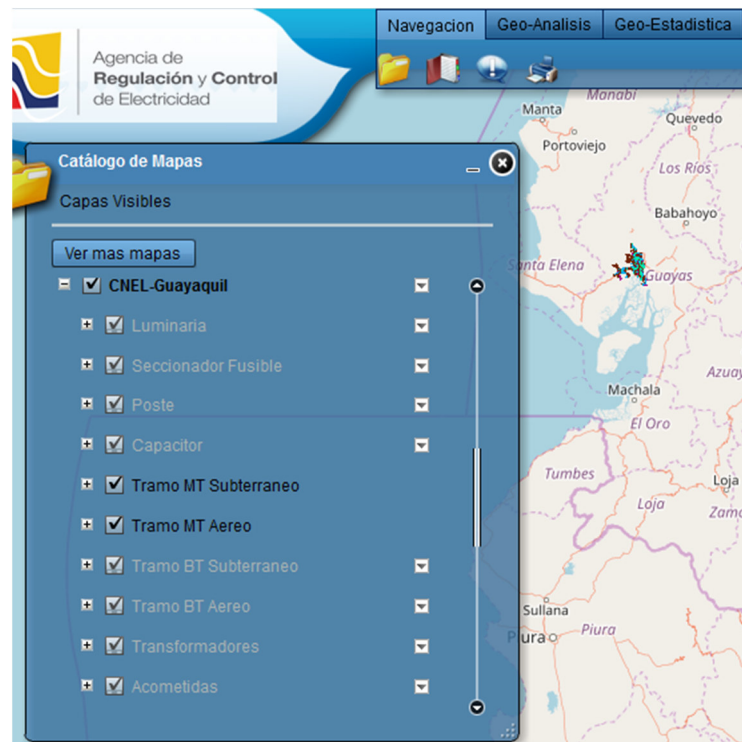 Navegacion
Geo-Analisis
Geo-Estadistica
Agencia de
Regulación y Control
de Electricidad
Catálogo de Mapas
Capas Visibles
Ver mas mapas
CNEL-Guayaquil
Luminaria
Seccionador Fusible
Poste
Capacitor
Tramo MT Subterraneo
Tramo MT Aereo
Tramo BT Subterraneo
Tramo BT Aereo
Transformadores
Acometidas
Manabí
Manta
Quevedo
Portoviejo
Los Ríos
Babahoyo
Santa Elena
Guayas
Azuay
Machala
El Oro
Tumbes
Loja
Loja
Zamo
Sullana
Piura
Piura